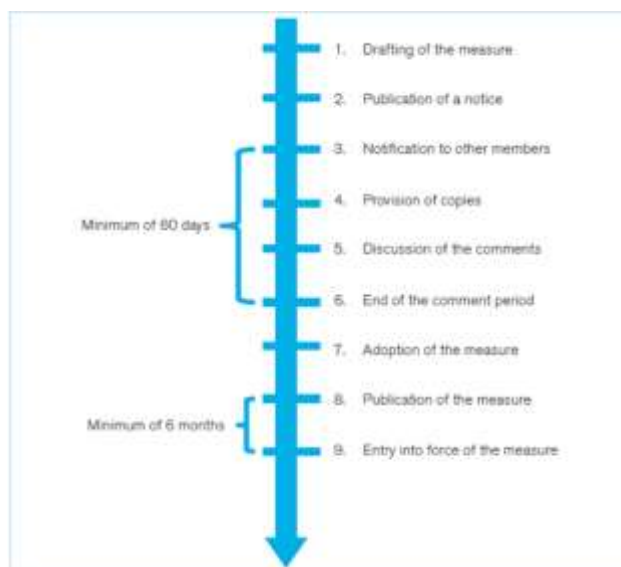 1. Drafting of the measure
2. Publication of a notice
3. Notification to other members
4. Provision of copies
Minimum of 60 days
5. Discussion of the comments
6. End of the comment period
7. Adoption of the measure
8. Publication of the measure
Minimum of 6 months
9. Entry into force of the measure